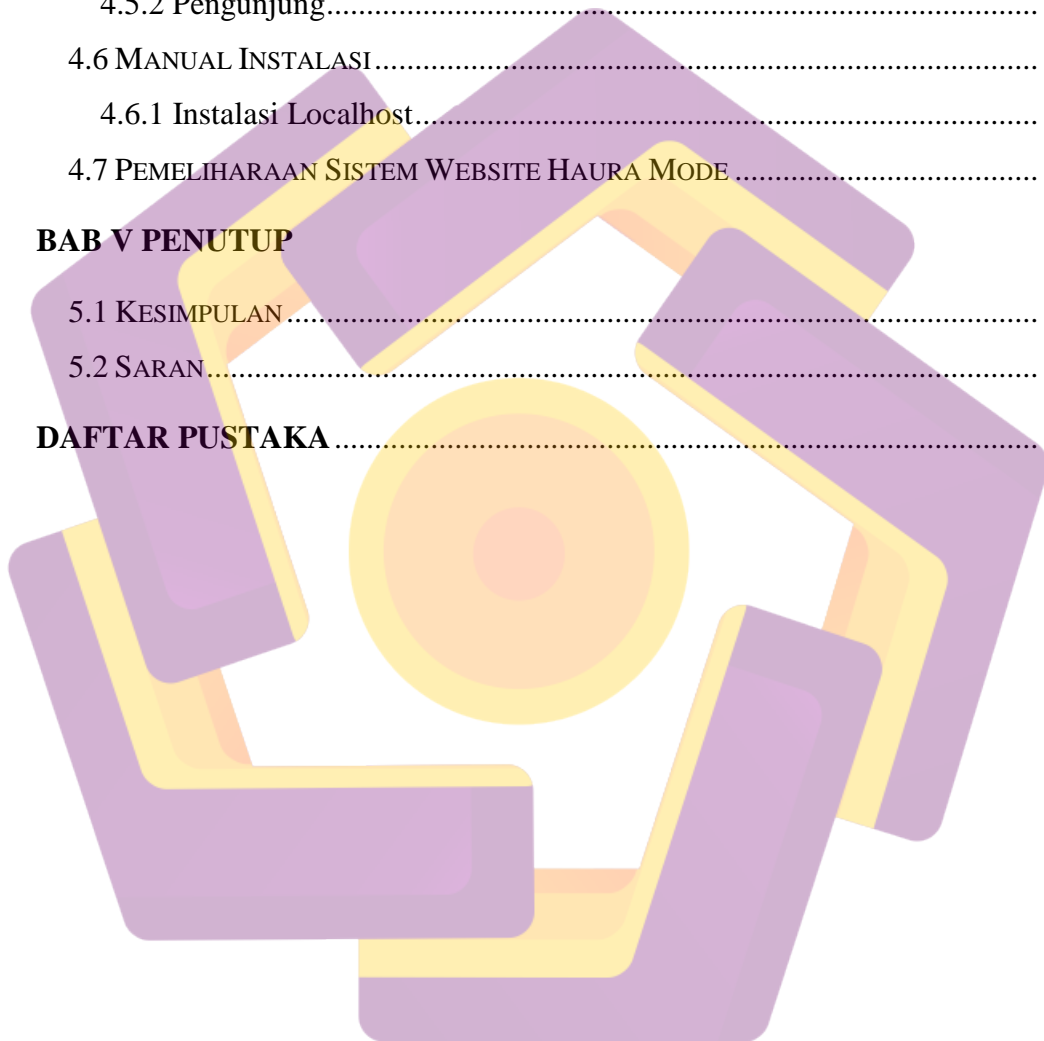 4.5.2 Pengunjung........................................................................................
4.6 MANUAL INSTALASI..................................................................................
4.6.1 Instalasi Localhost.............................................................................
4.7 PEMELIHARAAN SISTEM WEBSITE HAURA MODE.....................................
BAB V PENUTUP
5.1 KESIMPULAN.............................................................................................
5.2 SARAN.......................................................................................................
DAFTAR PUSTAKA.......................................................................................